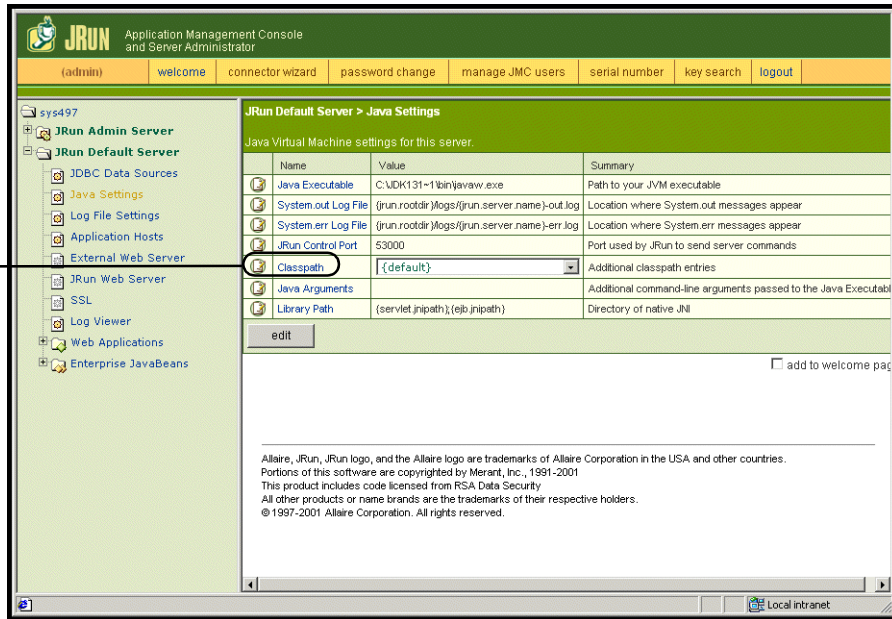 JRUN Application Management Console
and Server Administrator
(admin) welcome connector wizard password change manage JMC users serial number key search logout
sys497
JRun Admin Server
JRun Default Server
JDBC Data Sources
Java Settings
Log File Settings
Application Hosts
External Web Server
JRun Web Server
SSL
Log Viewer
Web Applications
Enterprise JavaBeans
JRun Default Server > Java Settings
Java Virtual Machine settings for this server.
Name Value Summary
Java Executable C:\JDK131~1\bin\javaw.exe Path to your JVM executable
System.out Log File {jrun.rootdir}/logs/{jrun.server.name}-out.log Location where System.out messages appear
System.err Log File {jrun.rootdir}/logs/{jrun.server.name}-err.log Location where System.err messages appear
JRun Control Port 53000 Port used by JRun to send server commands
Classpath {default} Additional classpath entries
Java Arguments Additional command-line arguments passed to the Java Executabl
Library Path {servlet.jnipath};{ejb.jnipath} Directory of native JNI
edit
add to welcome pag
Allaire, JRun, JRun logo, and the Allaire logo are trademarks of Allaire Corporation in the USA and other countries.
Portions of this software are copyrighted by Merant, Inc., 1991-2001
This product includes code licensed from RSA Data Security
All other products or name brands are the trademarks of their respective holders.
© 1997-2001 Allaire Corporation. All rights reserved.
Local intranet